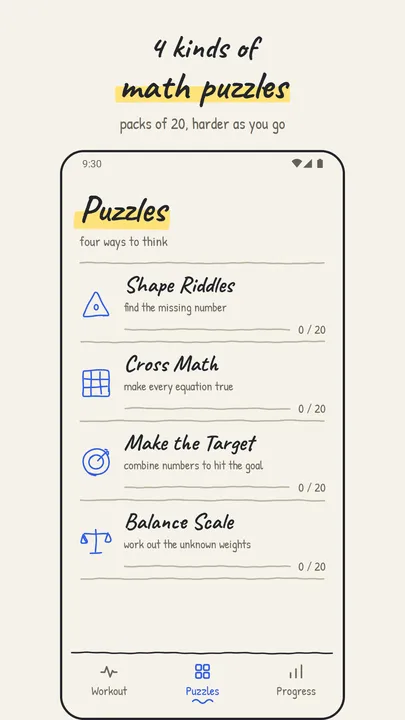 4 kinds of
math puzzles
packs of 20, harder as you go
9:30
Puzzles
four ways to think
Shape Riddles
find the missing number
0 / 20
Cross Math
make every equation true
0 / 20
Make the Target
combine numbers to hit the goal
0 / 20
Balance Scale
work out the unknown weights
0 / 20
Workout
Puzzles
Progress